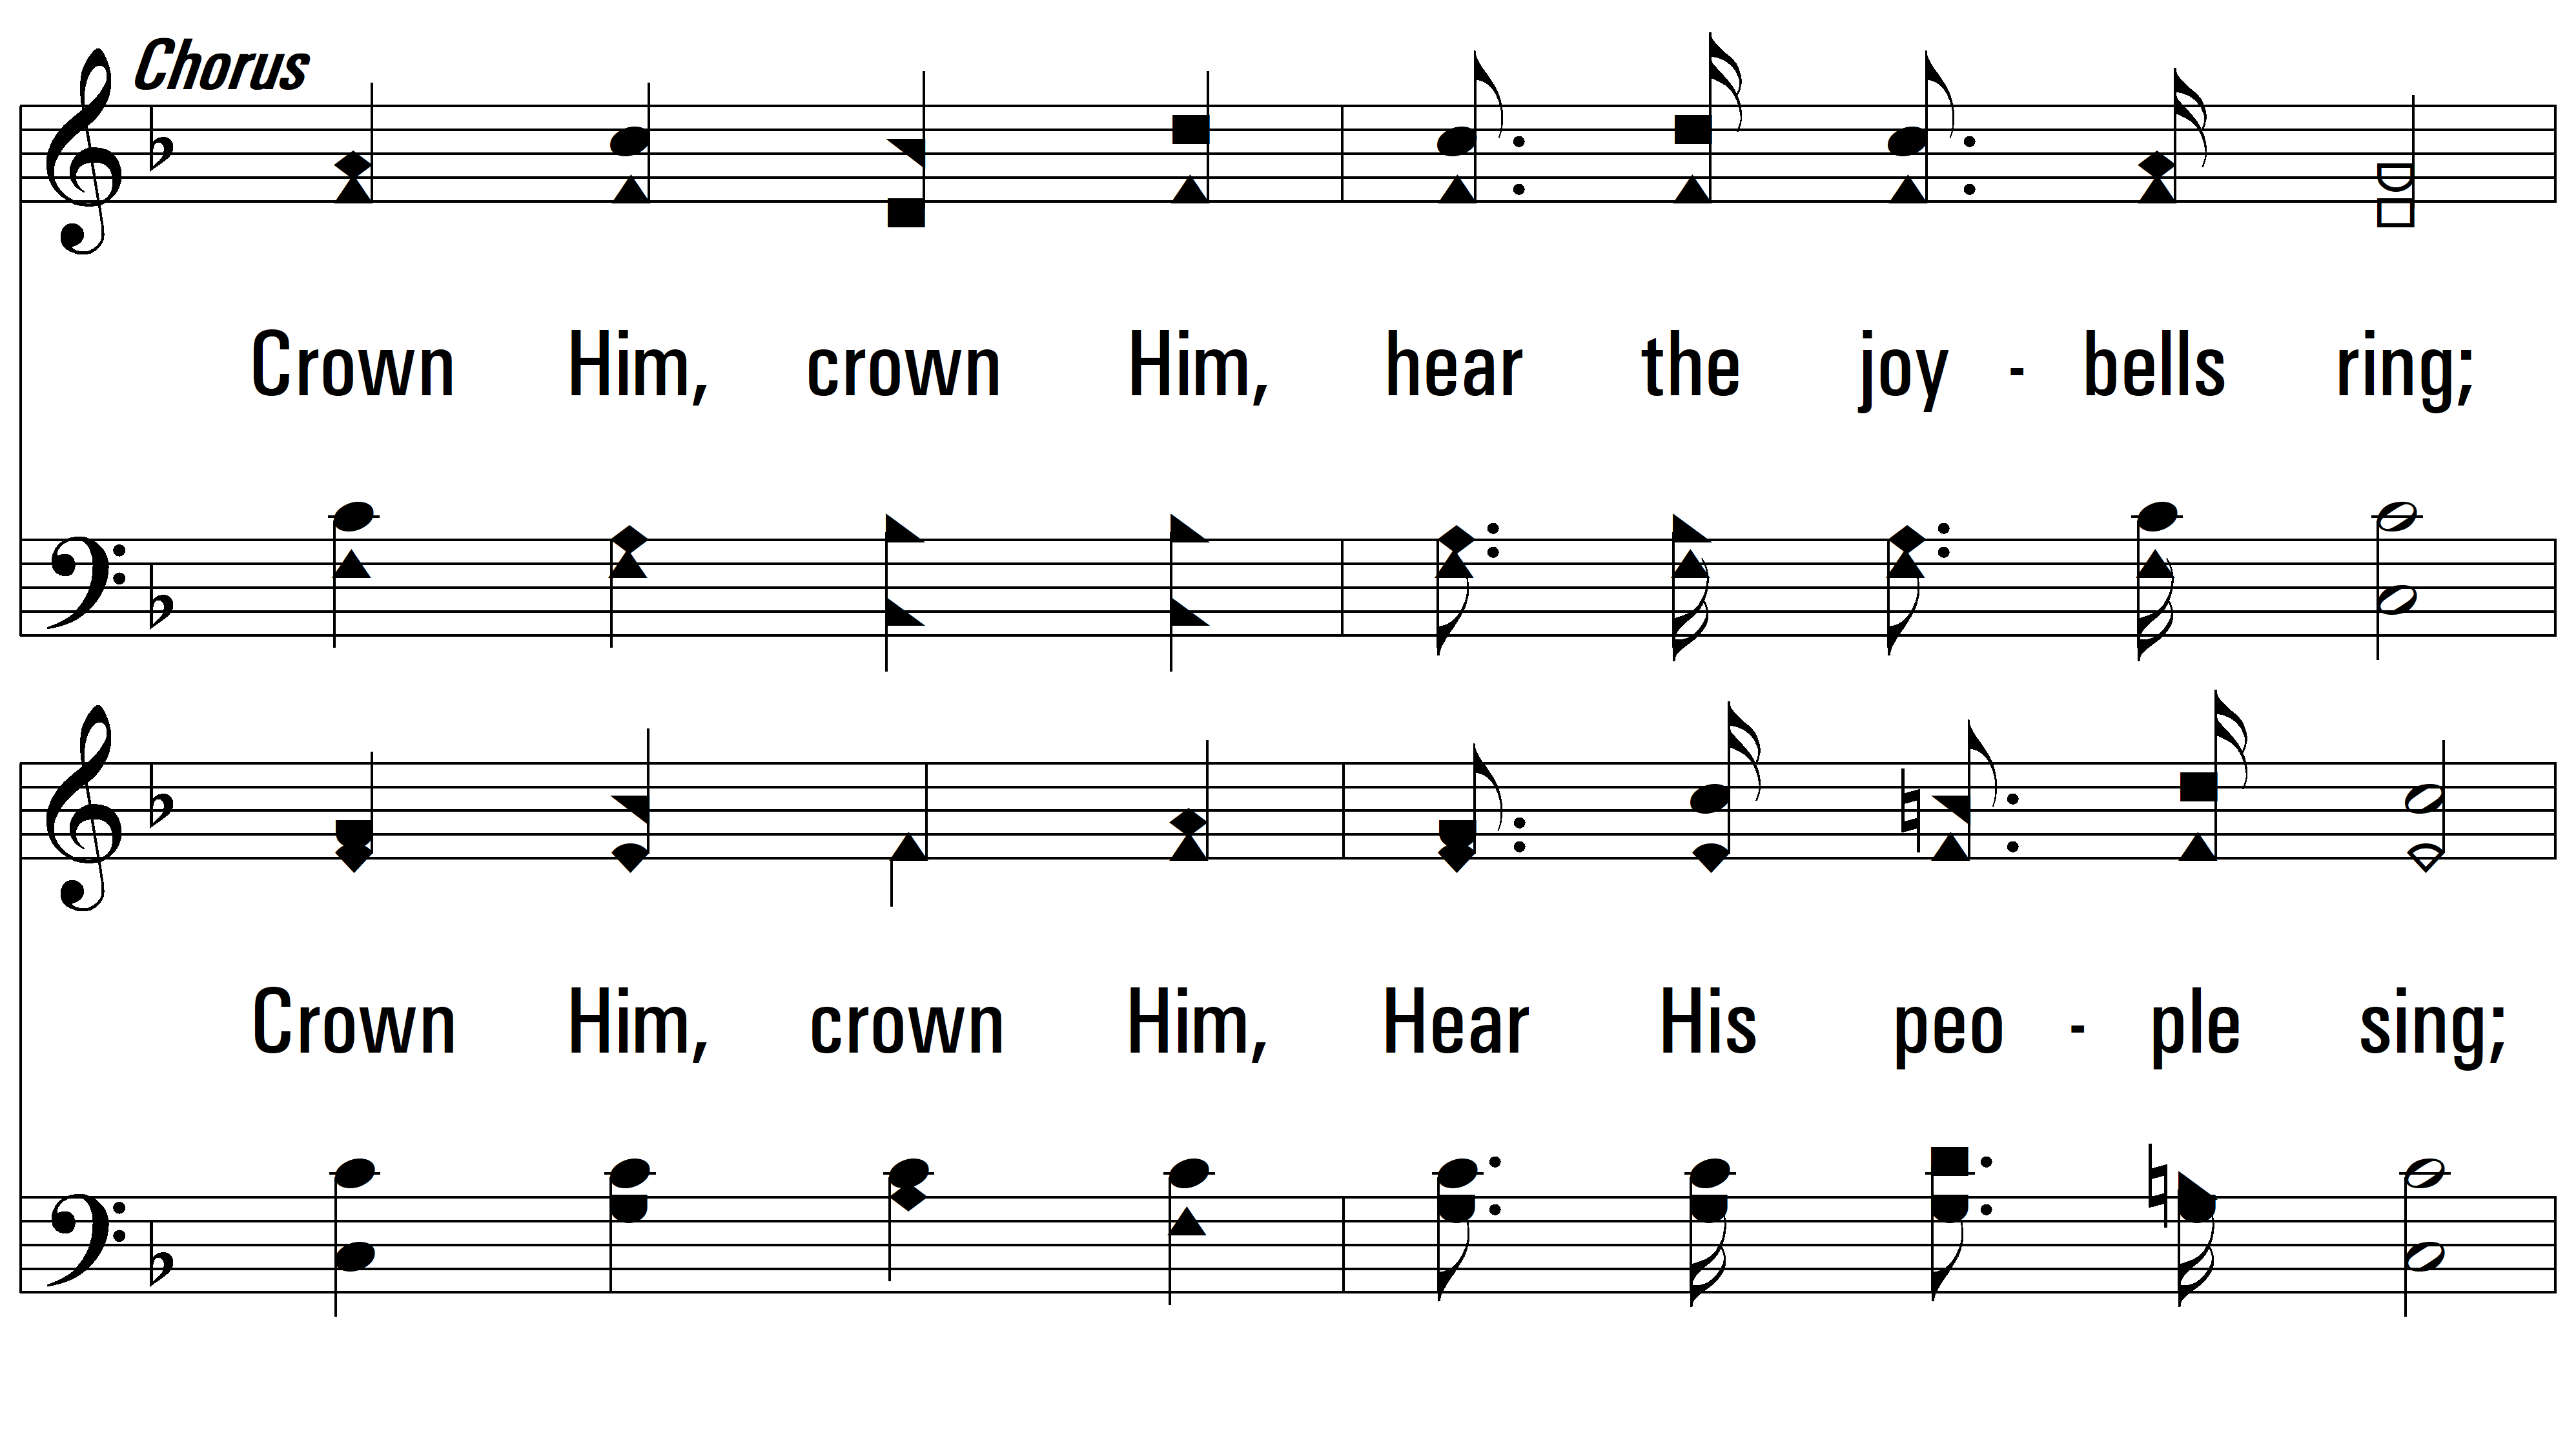 Chorus
Crown Him, crown Him, hear the joy - bells ring;
Crown Him, crown Him, Hear His peo - ple sing;